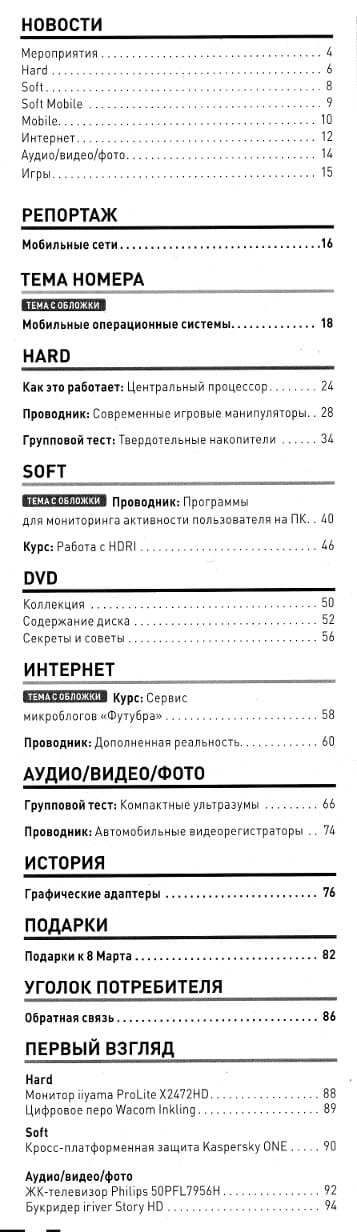 НОВОСТИ
Мероприятия 4
Hard 6
Soft 8
Soft Mobile 9
Mobile 10
Интернет 12
Аудио/видео/фото 14
Игры 15
РЕПОРТАЖ
Мобильные сети 16
ТЕМА НОМЕРА
ТЕМА С ОБЛОЖКИ
Мобильные операционные системы 18
HARD
Как это работает: Центральный процессор 24
Проводник: Современные игровые манипуляторы 28
Групповой тест: Твердотельные накопители 34
SOFT
ТЕМА С ОБЛОЖКИ Проводник: Программы
для мониторинга активности пользователя на ПК 40
Курс: Работа с HDRI 46
DVD
Коллекция 50
Содержание диска 52
Секреты и советы 56
ИНТЕРНЕТ
ТЕМА С ОБЛОЖКИ Курс: Сервис
микроблогов «Футубра» 58
Проводник: Дополненная реальность 60
АУДИО/ВИДЕО/ФОТО
Групповой тест: Компактные ультразумы 66
Проводник: Автомобильные видеорегистраторы 74
ИСТОРИЯ
Графические адаптеры 76
ПОДАРКИ
Подарки к 8 Марта 82
УГОЛОК ПОТРЕБИТЕЛЯ
Обратная связь 86
ПЕРВЫЙ ВЗГЛЯД
Hard
Монитор iiyama ProLite X2472HD 88
Цифровое перо Wacom Inkling 89
Soft
Кросс-платформенная защита Kaspersky ONE 90
Аудио/видео/фото
ЖК-телевизор Philips 50PFL7956H 92
Букридер iriver Story HD 94